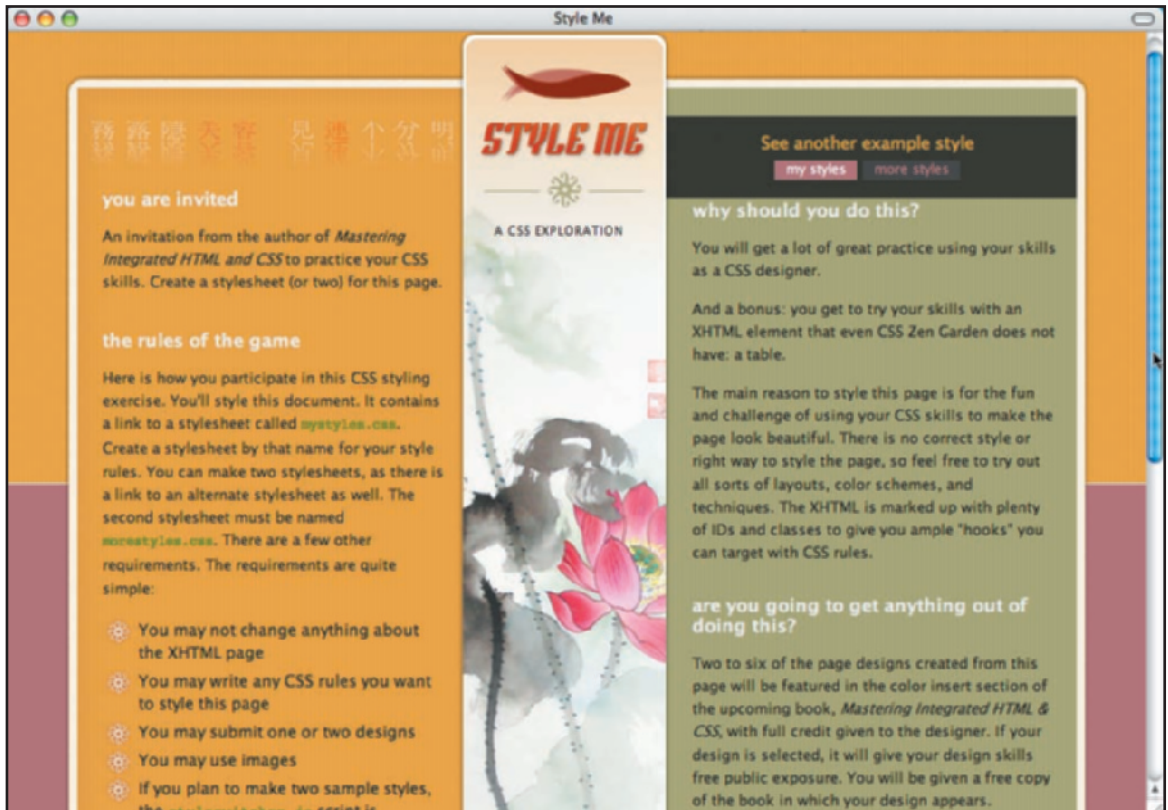 Style Me
務 路 隠 天 容 見 連 个 分 明
you are invited
An invitation from the author of Mastering
Integrated HTML and CSS to practice your CSS
skills. Create a stylesheet (or two) for this page.
the rules of the game
Here is how you participate in this CSS styling
exercise. You'll style this document. It contains
a link to a stylesheet called mystyles.css.
Create a stylesheet by that name for your style
rules. You can make two stylesheets, as there is
a link to an alternate stylesheet as well. The
second stylesheet must be named
morestyles.css. There are a few other
requirements. The requirements are quite
simple:
You may not change anything about
the XHTML page
You may write any CSS rules you want
to style this page
You may submit one or two designs
You may use images
If you plan to make two sample styles,
the script is
STYLE ME
A CSS EXPLORATION
See another example style
my styles more styles
why should you do this?
You will get a lot of great practice using your skills
as a CSS designer.
And a bonus: you get to try your skills with an
XHTML element that even CSS Zen Garden does not
have: a table.
The main reason to style this page is for the fun
and challenge of using your CSS skills to make the
page look beautiful. There is no correct style or
right way to style the page, so feel free to try out
all sorts of layouts, color schemes, and
techniques. The XHTML is marked up with plenty
of IDs and classes to give you ample "hooks" you
can target with CSS rules.
are you going to get anything out of
doing this?
Two to six of the page designs created from this
page will be featured in the color insert section of
the upcoming book, Mastering Integrated HTML &
CSS, with full credit given to the designer. If your
design is selected, it will give your design skills
free public exposure. You will be given a free copy
of the book in which your design appears.